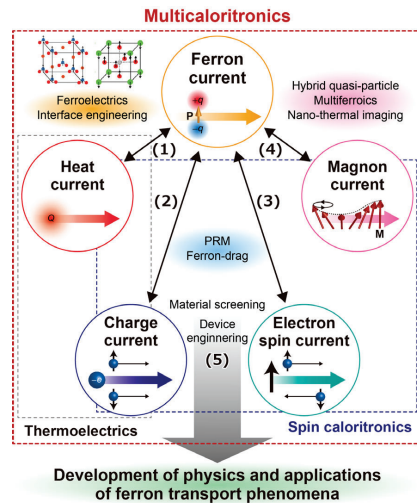 Multicaloritronics
Ferron
current
+q
P
-q
Ferroelectrics
Interface engineering
Hybrid quasi-particle
Multiferroics
Nano-thermal imaging
(1)
(4)
Heat
current
Q
(2)
(3)
Magnon
current
M
PRM
Ferron-drag
Material screening
Device
enginnering
(5)
Charge
current
-e
Electron
spin current
Thermoelectrics
Spin caloritronics
Development of physics and applications
of ferron transport phenomena